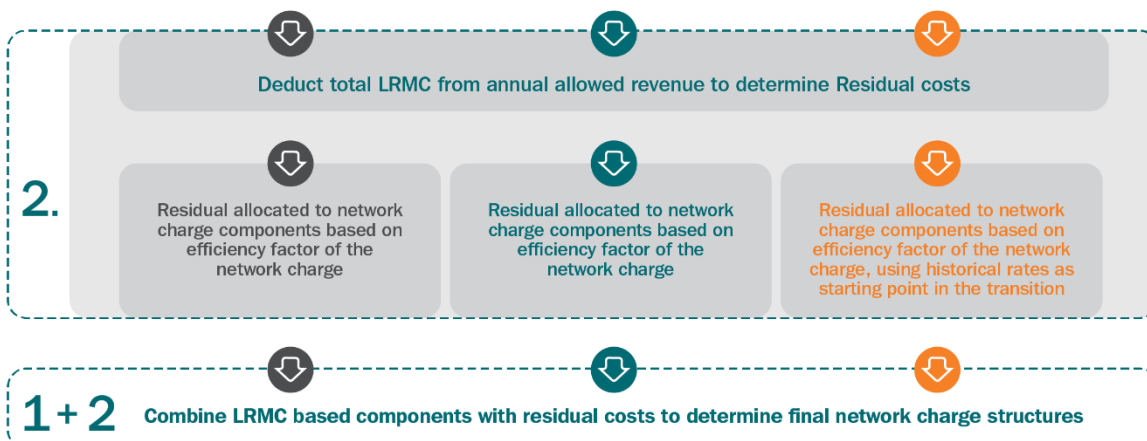 Deduct total LRMC from annual allowed revenue to determine Residual costs
2.
Residual allocated to network
charge components based on
efficiency factor of the
network charge
Residual allocated to network
charge components based on
efficiency factor of the
network charge
Residual allocated to network
charge components based on
efficiency factor of the network
charge, using historical rates as
starting point in the transition
1+2 Combine LRMC based components with residual costs to determine final network charge structures